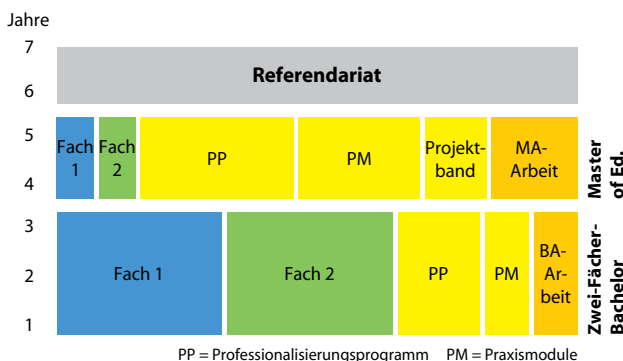 Jahre
7
6
Referendariat
5
4
Fach
1
Fach
2
PP
PM
Projekt-
band
MA-
Arbeit
Master
of Ed.
3
2
1
Fach 1
Fach 2
PP
PM
BA-
Ar-
beit
Zwei-Fächer-
Bachelor
PP = Professionalisierungsprogramm PM = Praxismodule